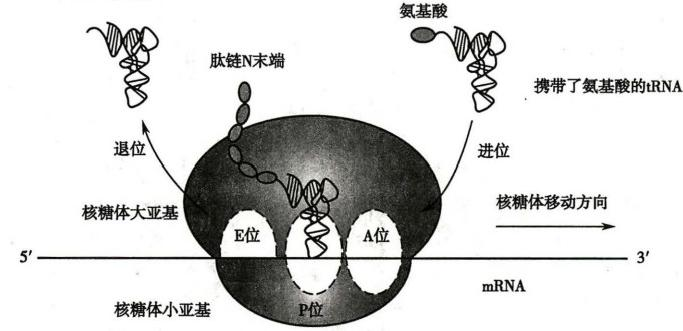 氨基酸
肽链N末端
携带了氨基酸的tRNA
退位
进位
核糖体大亚基
核糖体移动方向
E位
A位
5′
3′
mRNA
核糖体小亚基
P位